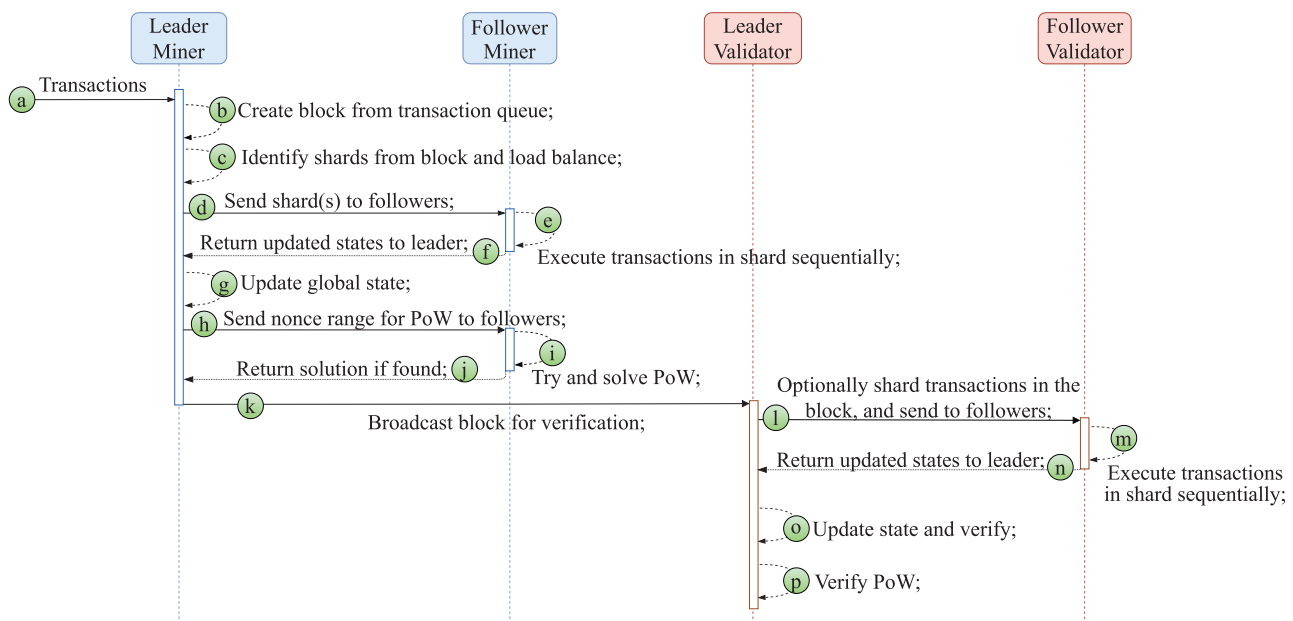 Leader
Miner
Follower
Miner
Leader
Validator
Follower
Validator
a Transactions
b Create block from transaction queue;
c Identify shards from block and load balance;
d Send shard(s) to followers;
e
Execute transactions in shard sequentially;
Return updated states to leader; f
g Update global state;
h Send nonce range for PoW to followers;
i
Try and solve PoW;
Return solution if found; j
k
Broadcast block for verification;
Optionally shard transactions in the
l block, and send to followers;
m
Execute transactions
in shard sequentially;
Return updated states to leader; n
o Update state and verify;
p Verify PoW;